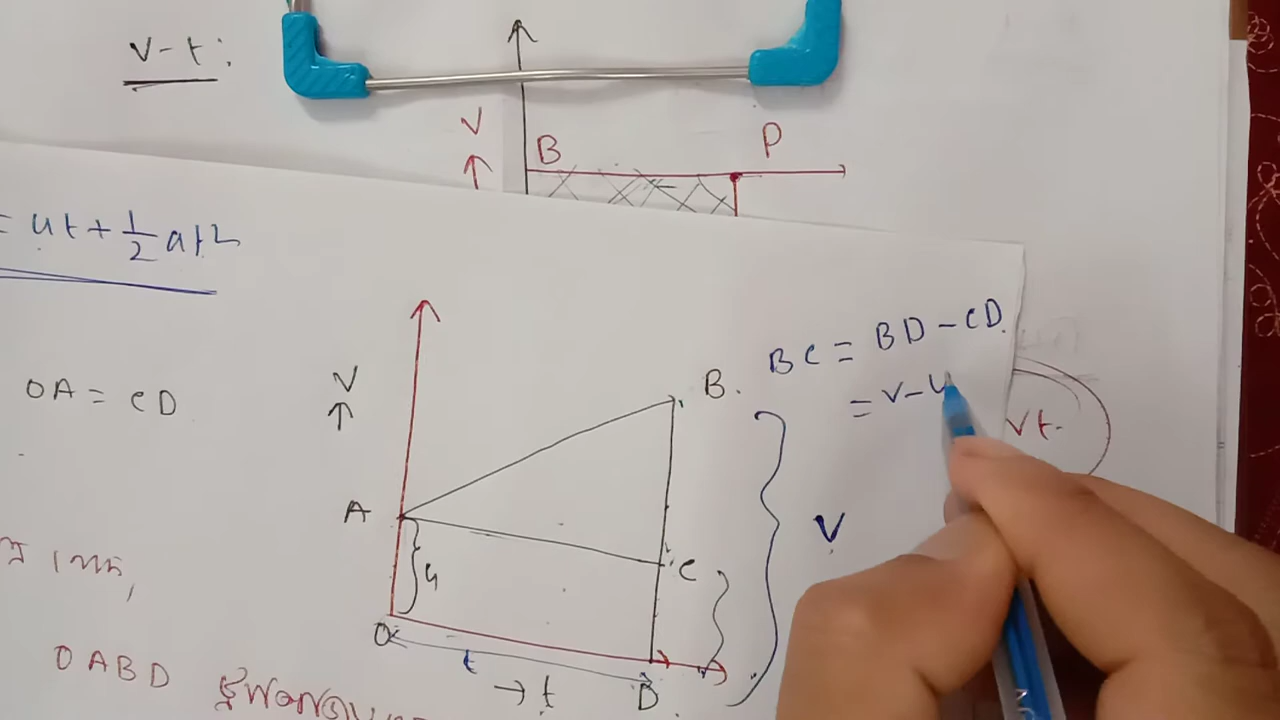 V-t:
V
B
P
= ut + 1/2 at2
BC = BD - CD.
= v - u
Vt.
V
B.
OA = CD
A
C
u
V
O
t
→ t
D
OABD